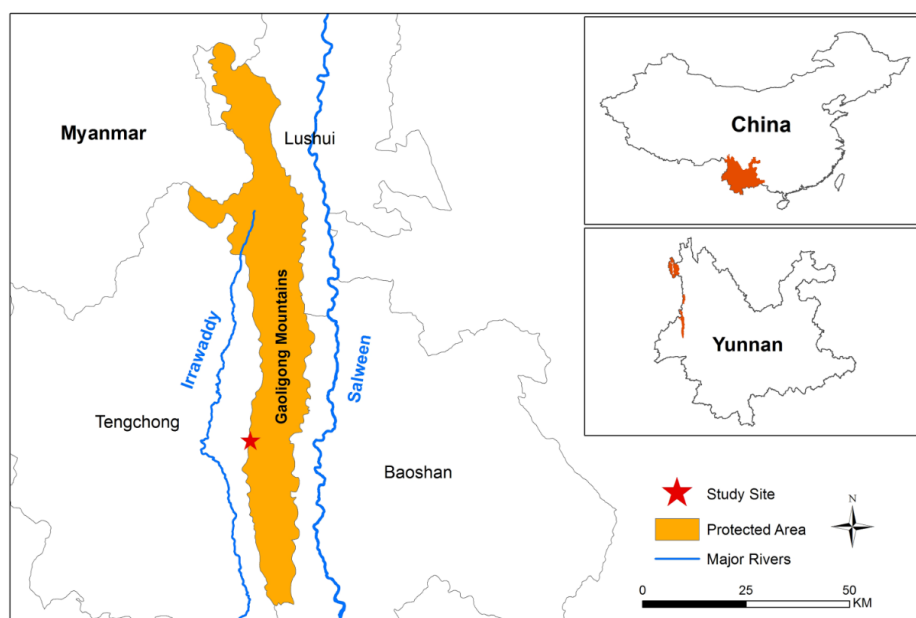 Myanmar
Lushui
Irrawaddy
Gaoligong Mountains
Salween
Tengchong
Baoshan
China
Yunnan
Study Site
Protected Area
Major Rivers
N
0 25 50
KM